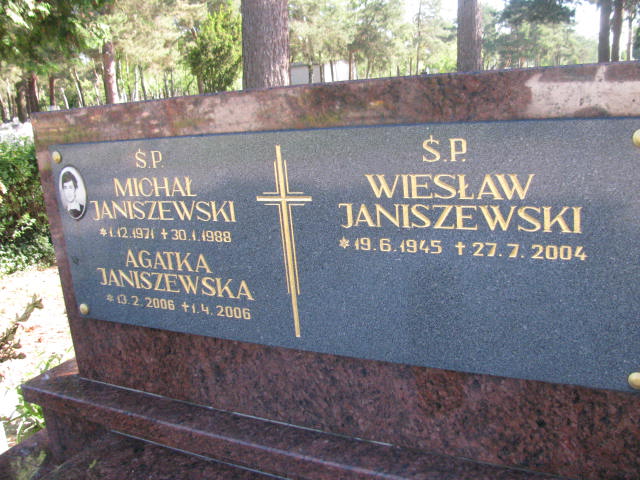 Ś.P.
MICHAŁ
JANISZEWSKI
*1.12.1971 +30.1.1988
AGATKA
JANISZEWSKA
*13.2.2006 +1.4.2006
Ś.P.
WIESŁAW
JANISZEWSKI
*19.6.1945 +27.7.2004